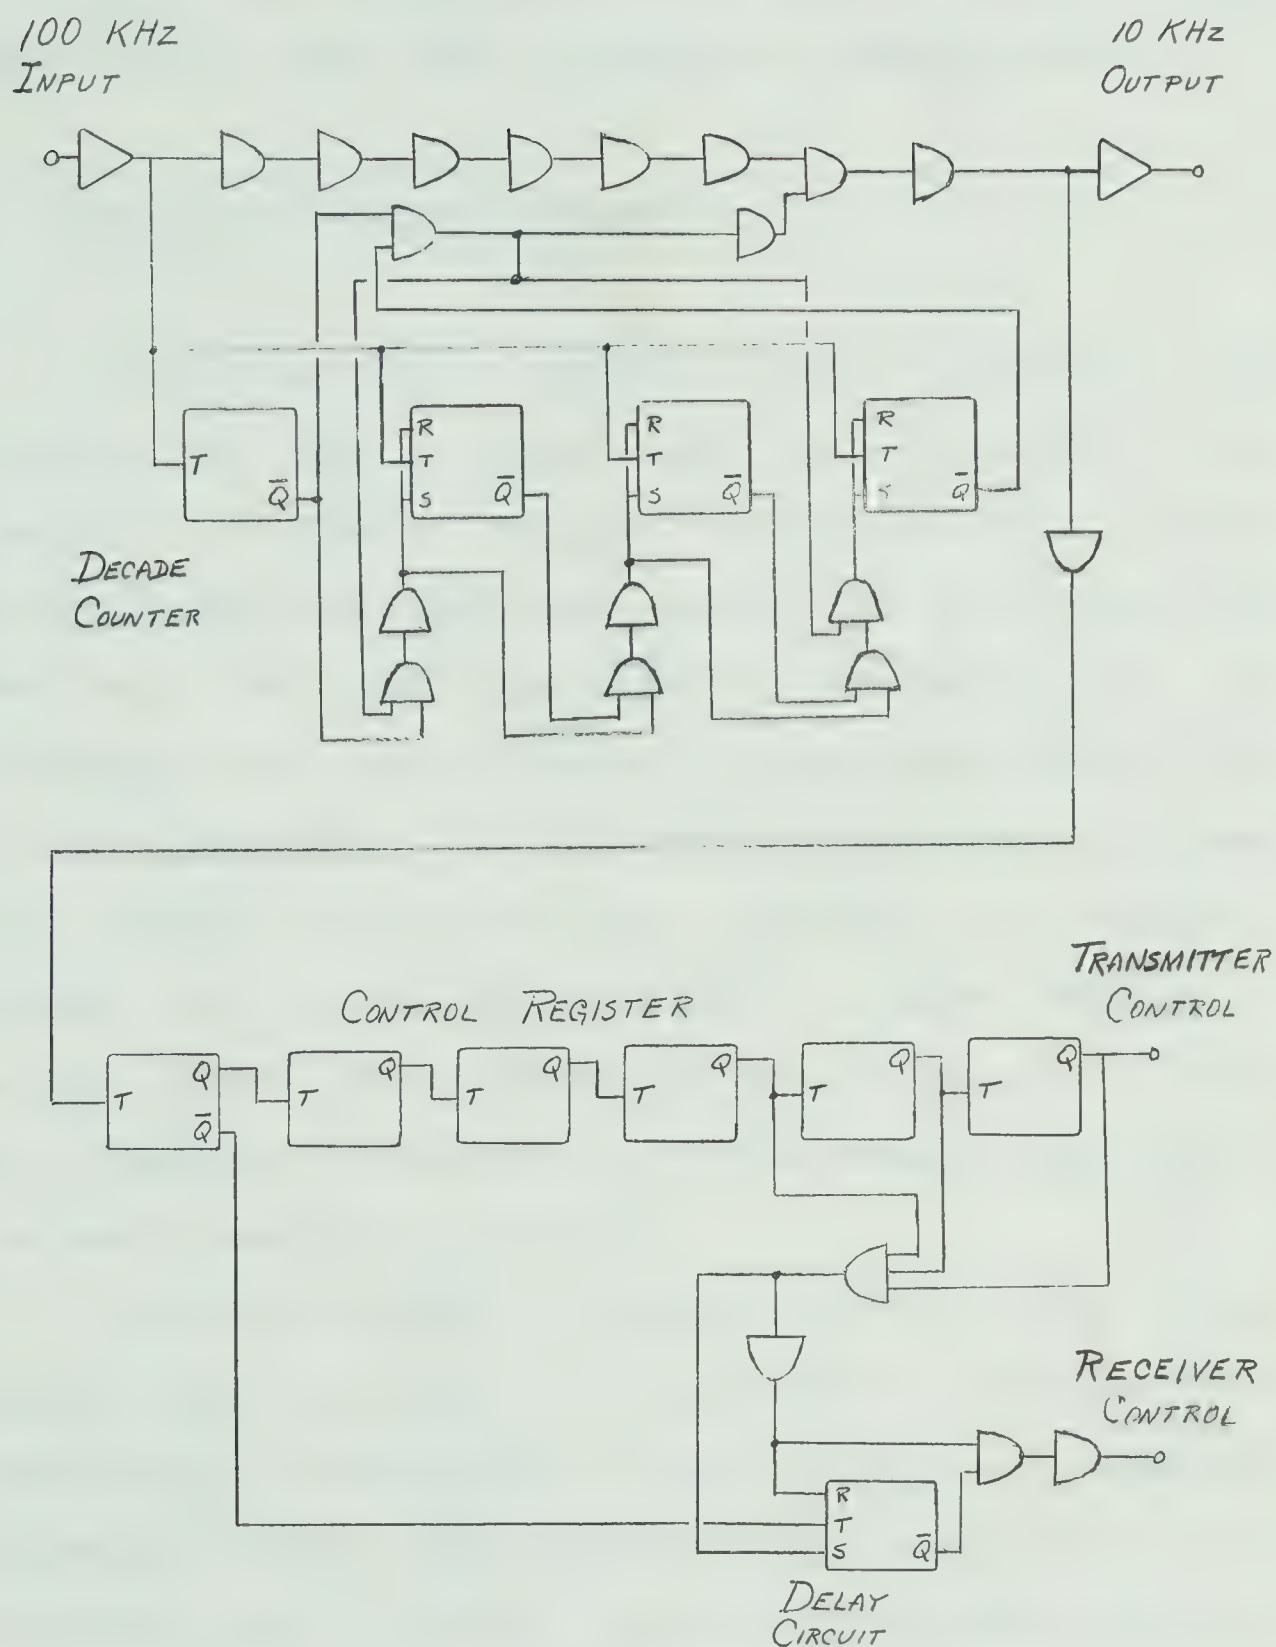 100 KHz
INPUT
10 KHz
OUTPUT
T
Q̅
R
T
S
Q̅
R
T
S
Q̅
R
T
S
Q̅
DECADE
COUNTER
TRANSMITTER
CONTROL
CONTROL REGISTER
T
Q
Q̅
T
Q
T
Q
T
Q
T
Q
T
Q
RECEIVER
CONTROL
R
T
S
Q̅
DELAY
CIRCUIT